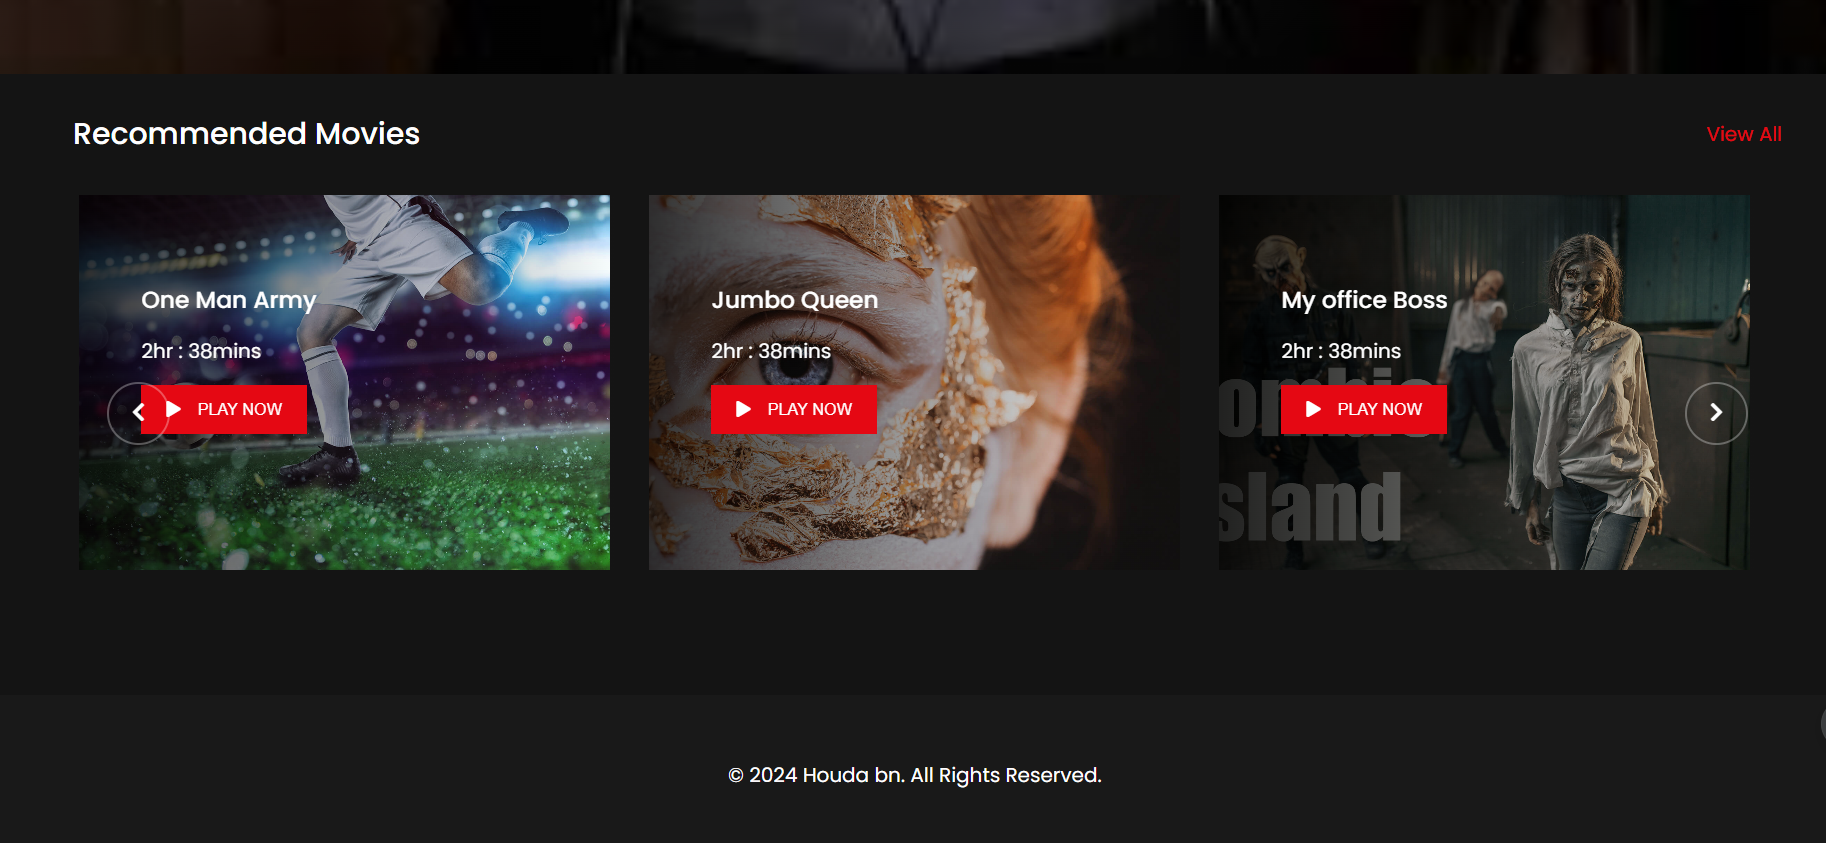 Recommended Movies
View All
One Man Army
2hr : 38mins
PLAY NOW
Jumbo Queen
2hr : 38mins
PLAY NOW
My office Boss
2hr : 38mins
PLAY NOW
ombie
sland
© 2024 Houda bn. All Rights Reserved.